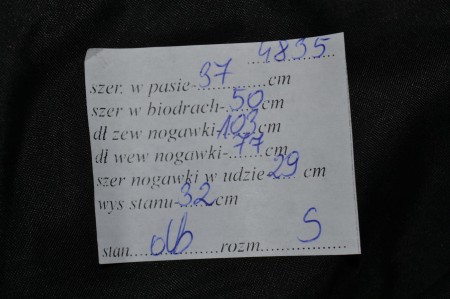 4835
szer. w pasie-37cm
szer w biodrach-50cm
dł zew nogawki-103cm
dł wew nogawki-77cm
szer nogawki w udzie-29 cm
wys stanu-32cm
stan...db...rozm...S